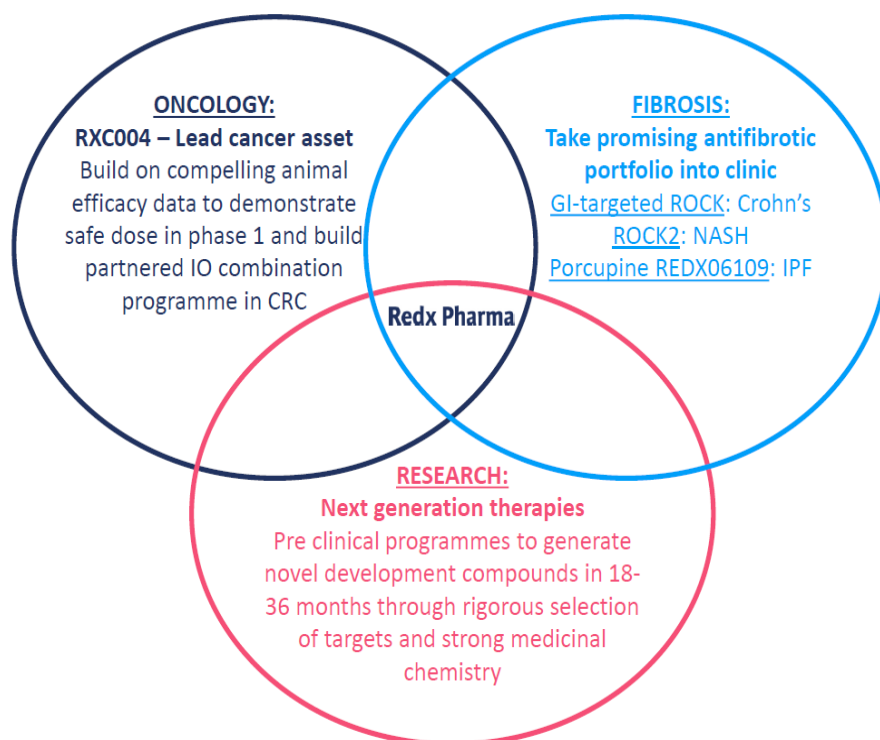 ONCOLOGY:
RXC004 – Lead cancer asset
Build on compelling animal
efficacy data to demonstrate
safe dose in phase 1 and build
partnered IO combination
programme in CRC
FIBROSIS:
Take promising antifibrotic
portfolio into clinic
GI-targeted ROCK: Crohn's
ROCK2: NASH
Porcupine REDX06109: IPF
Redx Pharma
RESEARCH:
Next generation therapies
Pre clinical programmes to generate
novel development compounds in 18-
36 months through rigorous selection
of targets and strong medicinal
chemistry